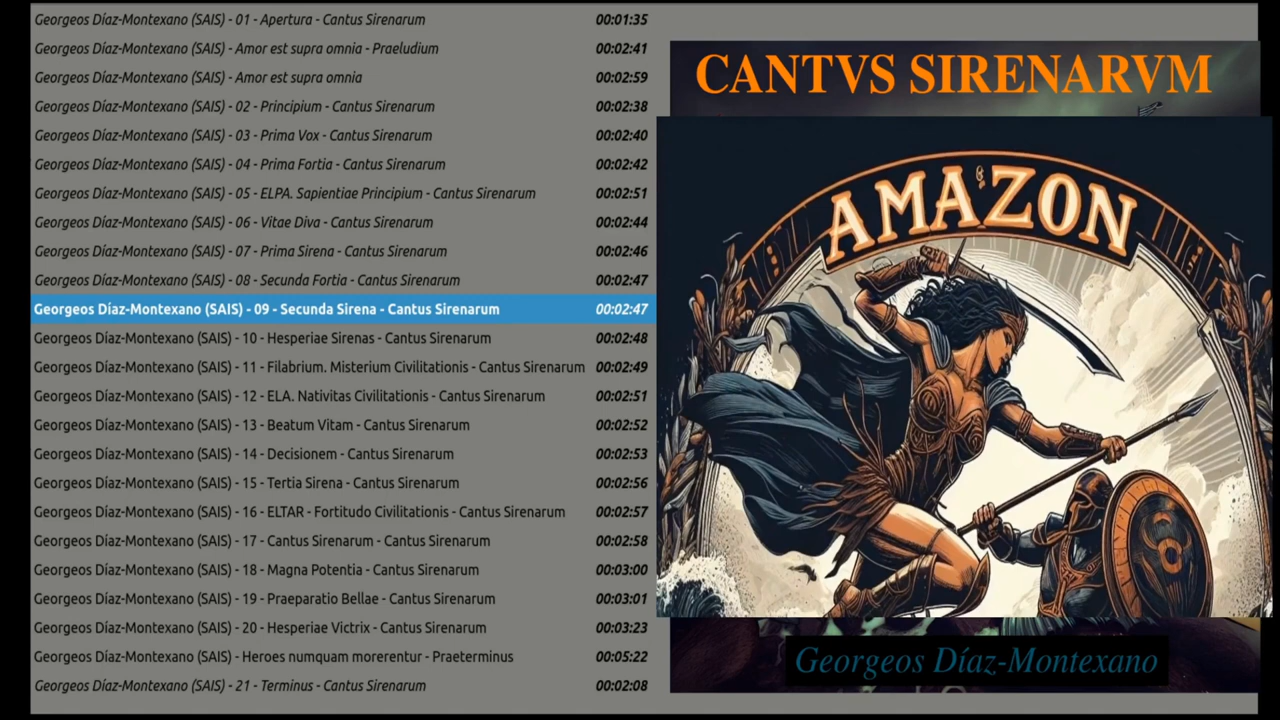 Georgeos Díaz-Montexano (SAIS) - 01 - Apertura - Cantus Sirenarum 00:01:35
Georgeos Díaz-Montexano (SAIS) - Amor est supra omnia - Praeludium 00:02:41
Georgeos Díaz-Montexano (SAIS) - Amor est supra omnia 00:02:59
Georgeos Díaz-Montexano (SAIS) - 02 - Principium - Cantus Sirenarum 00:02:38
Georgeos Díaz-Montexano (SAIS) - 03 - Prima Vox - Cantus Sirenarum 00:02:40
Georgeos Díaz-Montexano (SAIS) - 04 - Prima Fortia - Cantus Sirenarum 00:02:42
Georgeos Díaz-Montexano (SAIS) - 05 - ELPA. Sapientiae Principium - Cantus Sirenarum 00:02:51
Georgeos Díaz-Montexano (SAIS) - 06 - Vitae Diva - Cantus Sirenarum 00:02:44
Georgeos Díaz-Montexano (SAIS) - 07 - Prima Sirena - Cantus Sirenarum 00:02:46
Georgeos Díaz-Montexano (SAIS) - 08 - Secunda Fortia - Cantus Sirenarum 00:02:47
Georgeos Díaz-Montexano (SAIS) - 09 - Secunda Sirena - Cantus Sirenarum 00:02:47
Georgeos Díaz-Montexano (SAIS) - 10 - Hesperiae Sirenas - Cantus Sirenarum 00:02:48
Georgeos Díaz-Montexano (SAIS) - 11 - Filabrium. Misterium Civilitationis - Cantus Sirenarum 00:02:49
Georgeos Díaz-Montexano (SAIS) - 12 - ELA. Nativitas Civilitationis - Cantus Sirenarum 00:02:51
Georgeos Díaz-Montexano (SAIS) - 13 - Beatum Vitam - Cantus Sirenarum 00:02:52
Georgeos Díaz-Montexano (SAIS) - 14 - Decisionem - Cantus Sirenarum 00:02:53
Georgeos Díaz-Montexano (SAIS) - 15 - Tertia Sirena - Cantus Sirenarum 00:02:56
Georgeos Díaz-Montexano (SAIS) - 16 - ELTAR - Fortitudo Civilitationis - Cantus Sirenarum 00:02:57
Georgeos Díaz-Montexano (SAIS) - 17 - Cantus Sirenarum - Cantus Sirenarum 00:02:58
Georgeos Díaz-Montexano (SAIS) - 18 - Magna Potentia - Cantus Sirenarum 00:03:00
Georgeos Díaz-Montexano (SAIS) - 19 - Praeparatio Bellae - Cantus Sirenarum 00:03:01
Georgeos Díaz-Montexano (SAIS) - 20 - Hesperiae Victrix - Cantus Sirenarum 00:03:23
Georgeos Díaz-Montexano (SAIS) - Heroes numquam morerentur - Praeterminus 00:05:22
Georgeos Díaz-Montexano (SAIS) - 21 - Terminus - Cantus Sirenarum 00:02:08
CANTVS SIRENARVM
AMAZON
Georgeos Díaz-Montexano